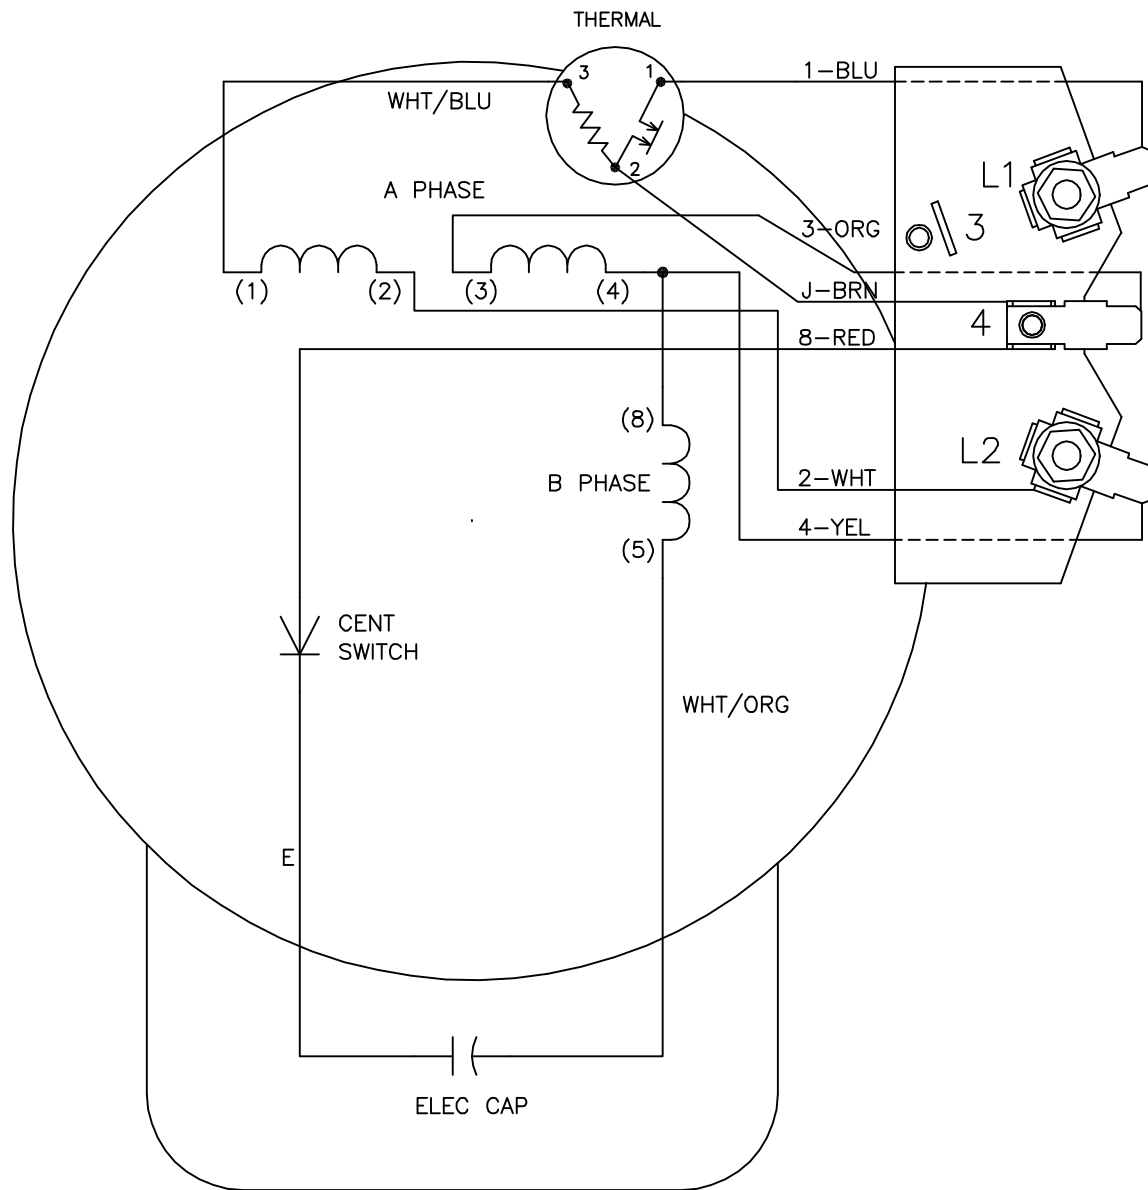 THERMAL
3 1 1-BLU
WHT/BLU
2
L1
A PHASE
3-ORG 3
(1) (2) (3) (4)
J-BRN
4
8-RED
(8)
L2
B PHASE
2-WHT
4-YEL
(5)
CENT
SWITCH
WHT/ORG
E
ELEC CAP